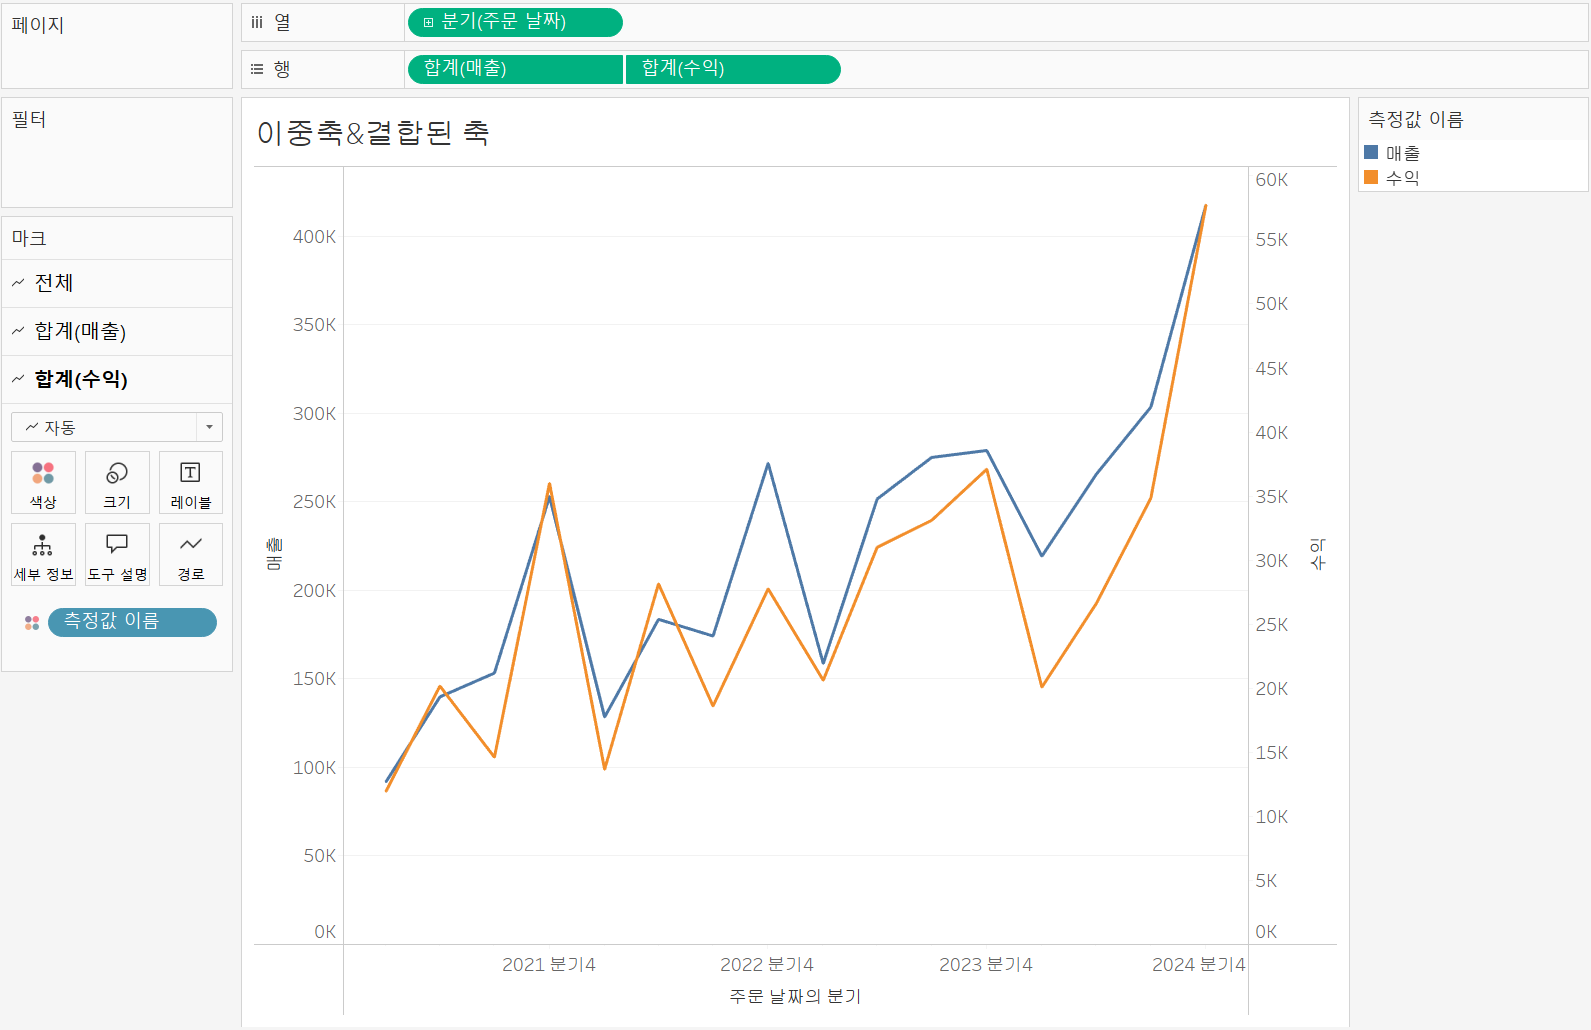 페이지
열
분기(주문 날짜)
행
합계(매출) 합계(수익)
필터
마크
전체
합계(매출)
합계(수익)
자동
색상 크기 레이블
세부 정보 도구 설명 경로
측정값 이름
이중축&결합된 축
400K
350K
300K
250K
200K
150K
100K
50K
0K
매출
60K
55K
50K
45K
40K
35K
30K
25K
20K
15K
10K
5K
0K
수익
2021 분기4 2022 분기4 2023 분기4 2024 분기4
주문 날짜의 분기
측정값 이름
매출
수익